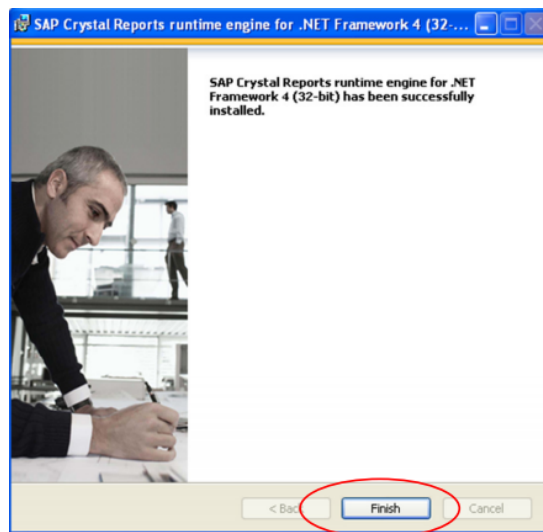 SAP Crystal Reports runtime engine for .NET Framework 4 (32-...
SAP Crystal Reports runtime engine for .NET
Framework 4 (32-bit) has been successfully
installed.
< Back Finish Cancel